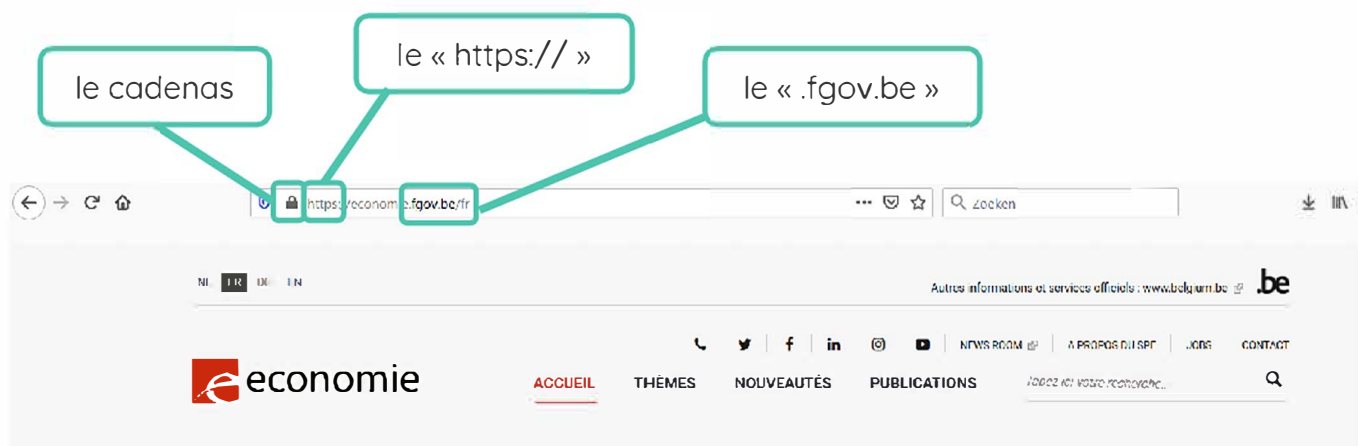 le cadenas
le « https:// »
le « .fgov.be »
https://economie.fgov.be/fr
Zoeken
NL FR DE EN
Autres informations et services officiels : www.belgium.be
.be
NEWSROOM
A PROPOS DU SPF
JOBS
CONTACT
economie
ACCUEIL
THÈMES
NOUVEAUTÉS
PUBLICATIONS
Tapez ici votre recherche...